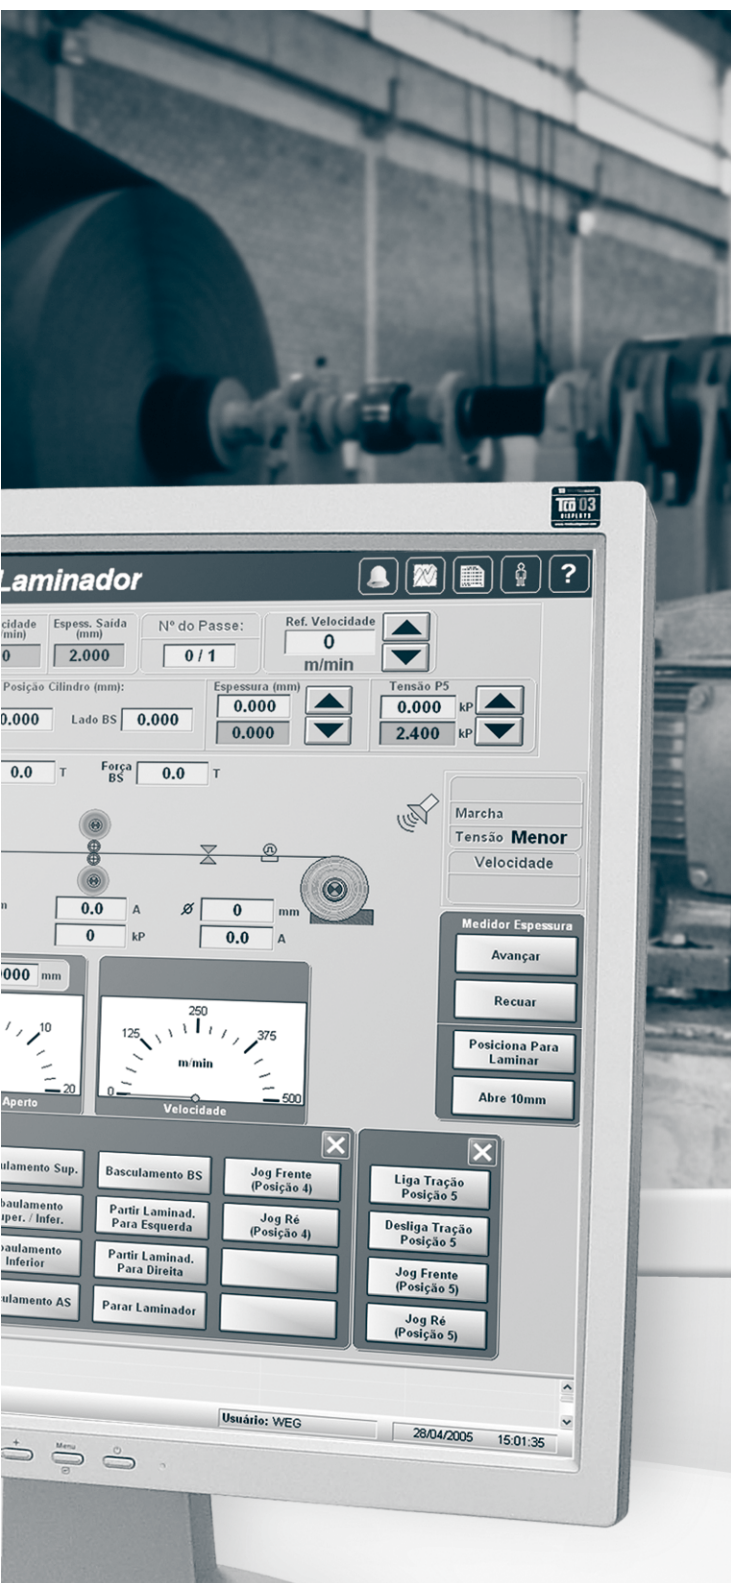 TCO 03
DISPLAYS
Laminador
?
Espess. Saída
(mm)
2.000
Nº do Passe:
0 / 1
Ref. Velocidade
0
m/min
Posição Cilindro (mm):
Lado BS 0.000
Espessura (mm)
0.000
0.000
Tensão P5
0.000 kP
2.400 kP
0.0 T
Força
BS
0.0 T
Marcha
Tensão Menor
Velocidade
0.0 A
0 kP
Ø 0 mm
0.0 A
Medidor Espessura
Avançar
Recuar
Posiciona Para
Laminar
Abre 10mm
mm
10
20
Aperto
0
125
250
375
500
m/min
Velocidade
Sup.
Inferior
AS
Basculamento BS
Partir Laminad.
Para Esquerda
Partir Laminad.
Para Direita
Parar Laminador
Jog Frente
(Posição 4)
Jog Ré
(Posição 4)
Liga Tração
Posição 5
Desliga Tração
Posição 5
Jog Frente
(Posição 5)
Jog Ré
(Posição 5)
Usuário: WEG
28/04/2005 15:01:35
+
Menu